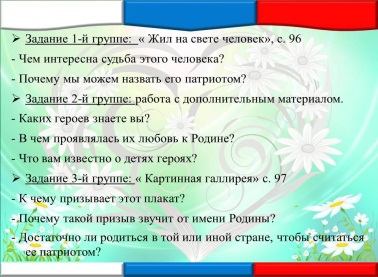 ➢ Задание 1-й группе: « Жил на свете человек», с. 96
- Чем интересна судьба этого человека?
- Почему мы можем назвать его патриотом?
➢ Задание 2-й группе: работа с дополнительным материалом.
- Каких героев знаете вы?
- В чем проявлялась их любовь к Родине?
- Что вам известно о детях героях?
➢ Задание 3-й группе: « Картинная галлирея» с. 97
- К чему призывает этот плакат?
- Почему такой призыв звучит от имени Родины?
- Достаточно ли родиться в той или иной стране, чтобы считаться
ее патриотом?